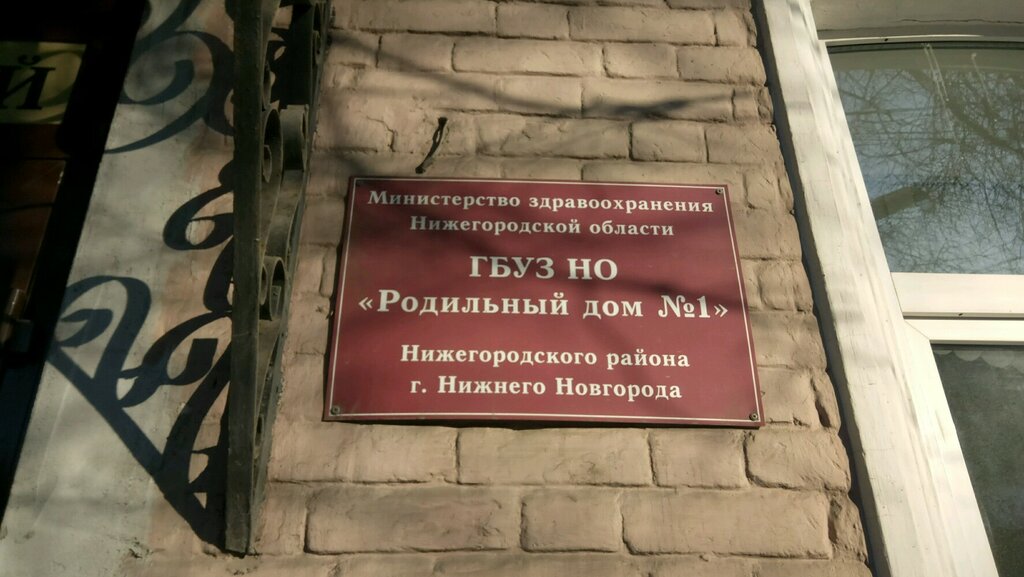 Министерство здравоохранения
Нижегородской области
ГБУЗ НО
«Родильный дом №1»
Нижегородского района
г. Нижнего Новгорода